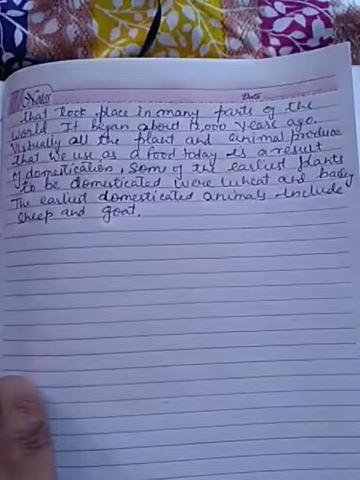 Notes Date
that took place in many parts of the
world. It began about 12,000 years ago.
Visually all the plant and animal produce
that we use as a food today is a result
of domestication. Some of the earliest plants
to be domesticated were wheat and barley
The earliest domesticated animals include
sheep and goat.